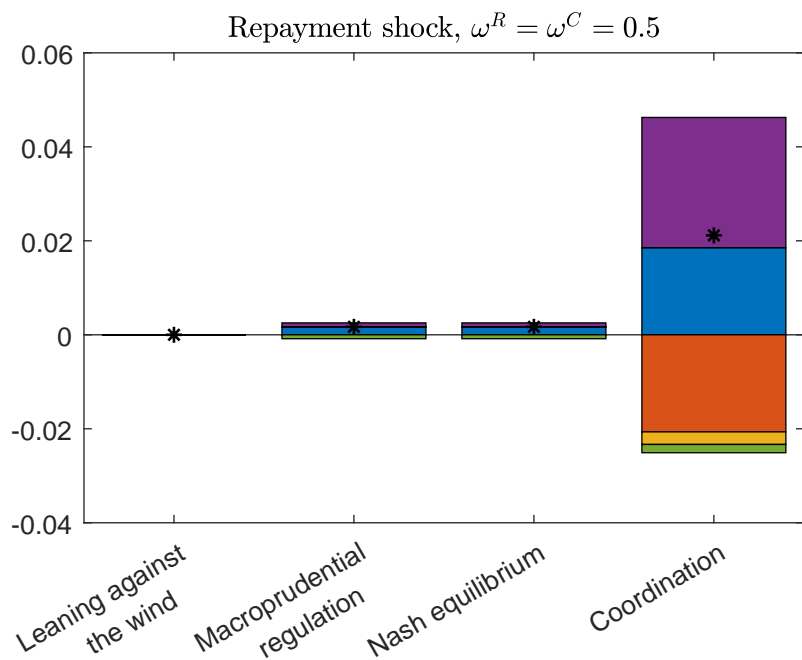 Repayment shock, ω^R = ω^C = 0.5
0.06
0.04
0.02
0
-0.02
-0.04
Leaning against
the wind
Macroprudential
regulation
Nash equilibrium
Coordination